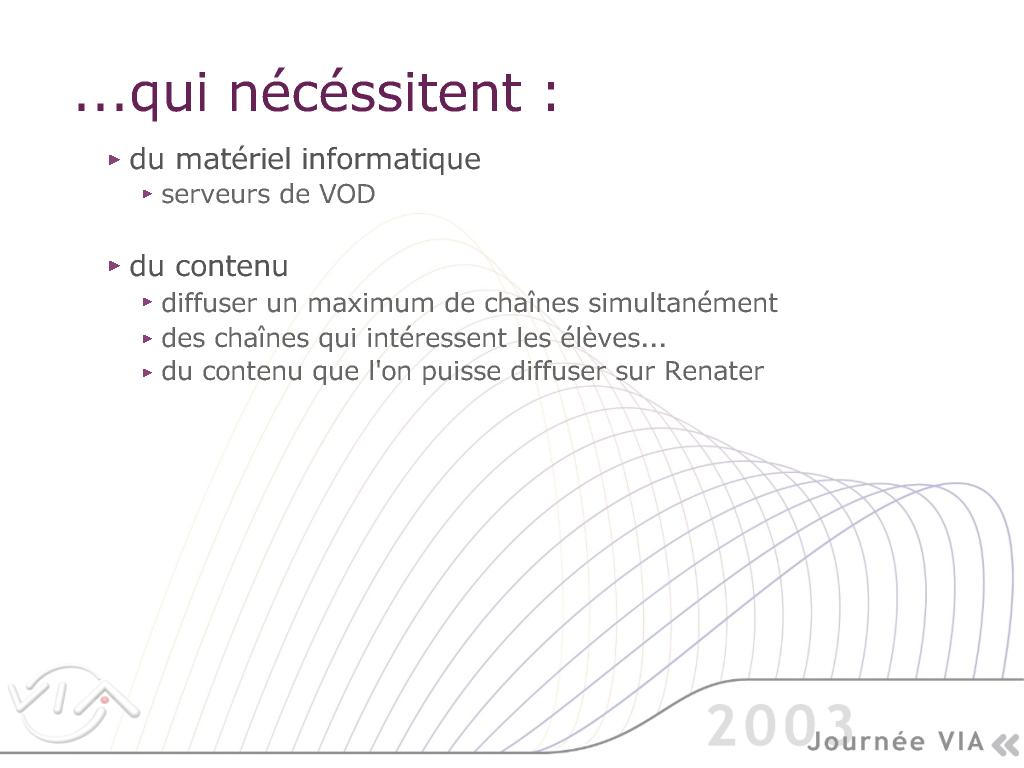 ...qui nécéssitent :
du matériel informatique
serveurs de VOD
du contenu
diffuser un maximum de chaînes simultanément
des chaînes qui intéressent les élèves...
du contenu que l'on puisse diffuser sur Renater
VIA
2003
Journée VIA